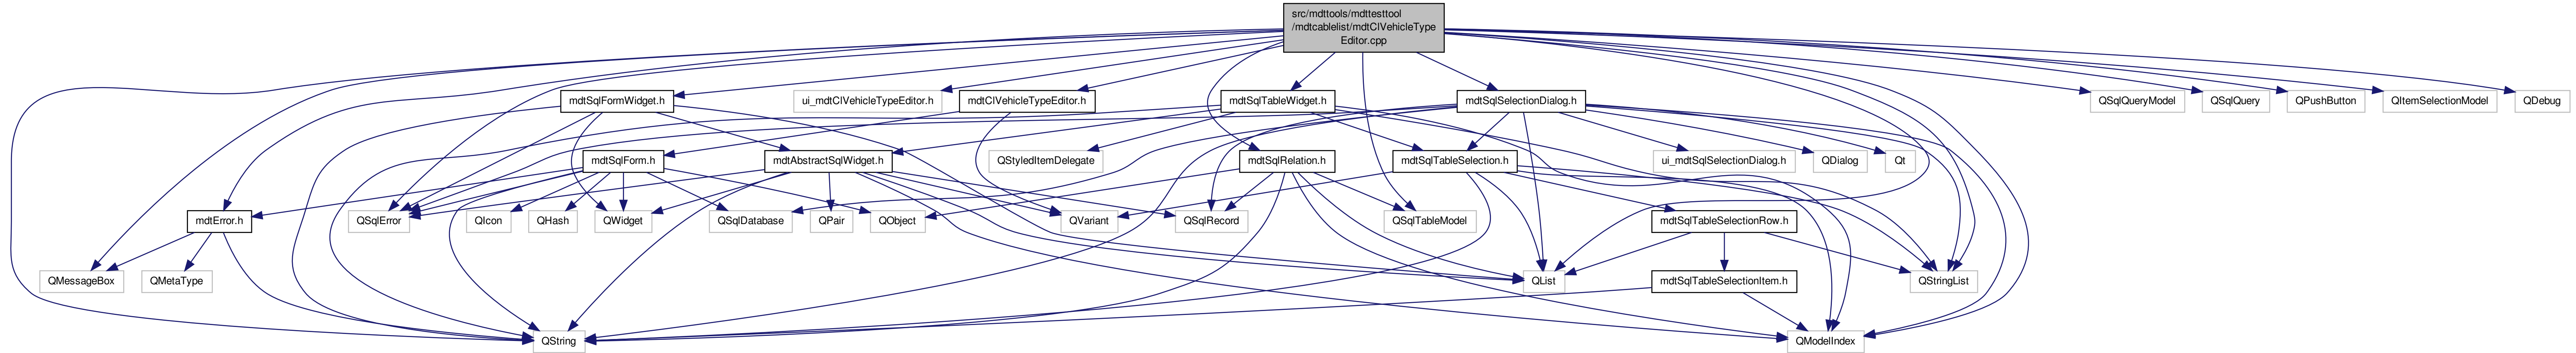 src/mdttools/mdttesttool
/mdtcablelist/mdtClVehicleType
Editor.cpp
mdtSqlFormWidget.h
ui_mdtClVehicleTypeEditor.h
mdtClVehicleTypeEditor.h
mdtSqlTableWidget.h
mdtSqlSelectionDialog.h
QSqlQueryModel
QSqlQuery
QPushButton
QItemSelectionModel
QDebug
mdtSqlForm.h
mdtAbstractSqlWidget.h
QStyledItemDelegate
mdtSqlRelation.h
mdtSqlTableSelection.h
ui_mdtSqlSelectionDialog.h
QDialog
Qt
mdtError.h
QSqlError
QIcon
QHash
QWidget
QSqlDatabase
QPair
QObject
QVariant
QSqlRecord
QSqlTableModel
mdtSqlTableSelectionRow.h
QMessageBox
QMetaType
QList
mdtSqlTableSelectionItem.h
QStringList
QString
QModelIndex